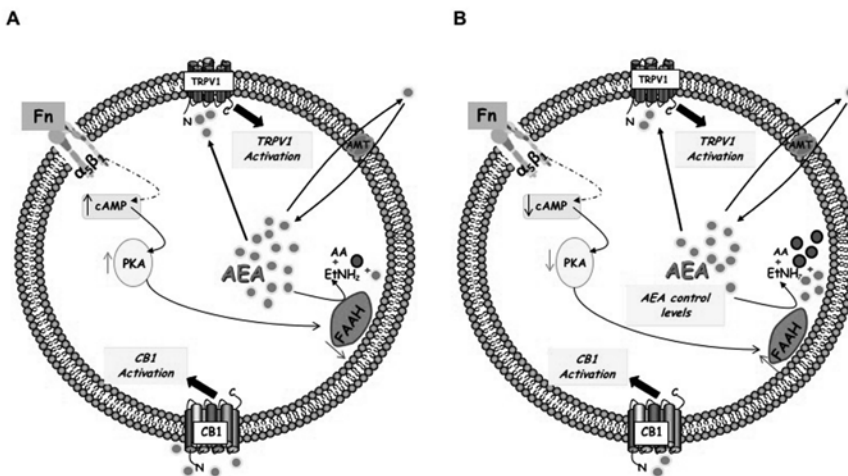 A
TRPV1
N
C
Fn
α5β1
TRPV1
Activation
AMT
cAMP
PKA
AEA
AA
+
EtNH2 +
FAAH
CB1
Activation
C
CB1
N
B
TRPV1
N
C
Fn
α5β1
TRPV1
Activation
AMT
cAMP
PKA
AEA
AA
+
EtNH2 +
AEA control
levels
FAAH
CB1
Activation
C
CB1
N